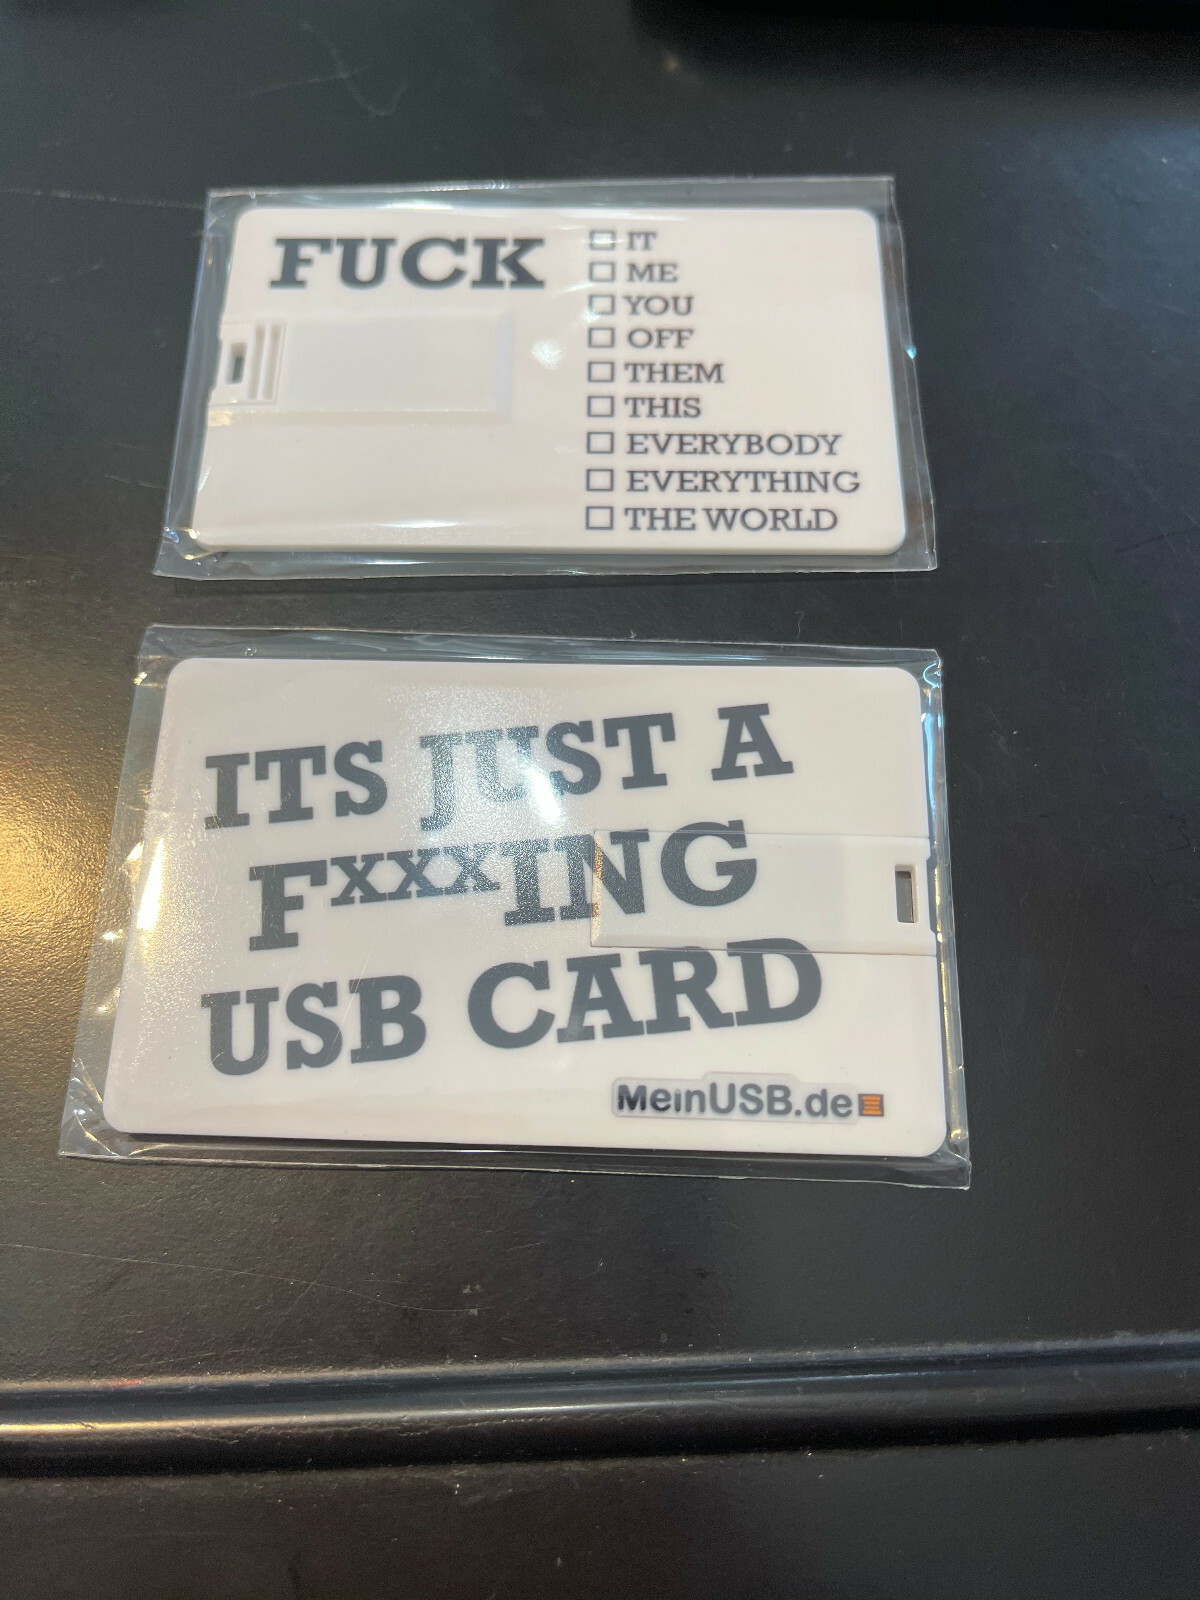 FUCK
☐ IT
☐ ME
☐ YOU
☐ OFF
☐ THEM
☐ THIS
☐ EVERYBODY
☐ EVERYTHING
☐ THE WORLD
ITS JUST A
FXXXING
USB CARD
MeinUSB.de